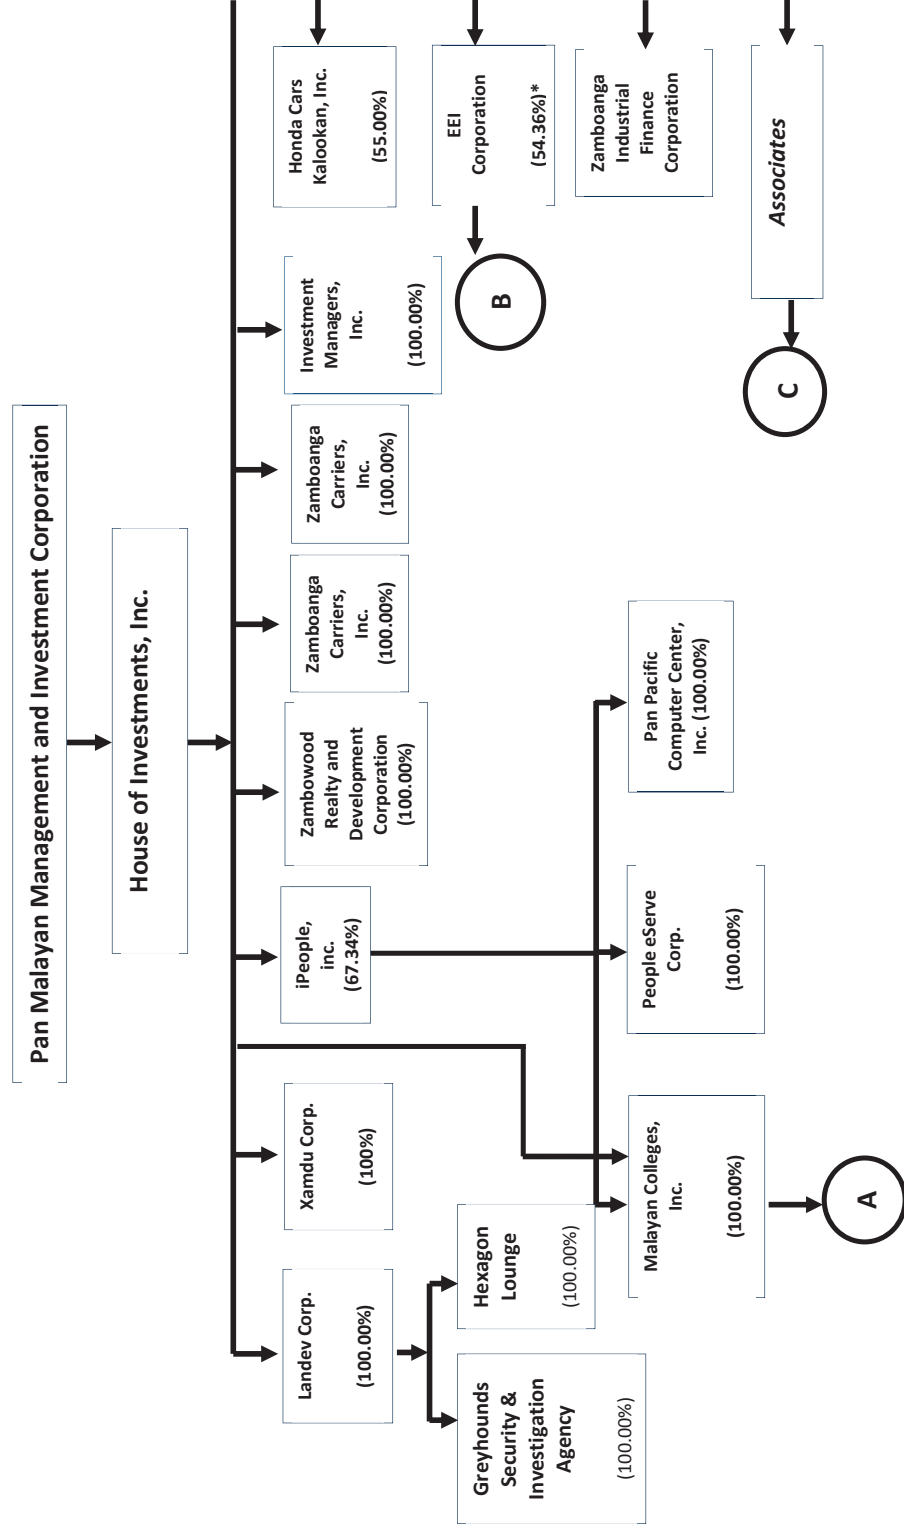 Pan Malayan Management and Investment Corporation
House of Investments, Inc.
Landev Corp.
(100.00%)
Xamdu Corp.
(100%)
iPeople,
inc.
(67.34%)
Zambowood
Realty and
Development
Corporation
(100.00%)
Zamboanga
Carriers,
Inc.
(100.00%)
Zamboanga
Carriers,
Inc.
(100.00%)
Investment
Managers,
Inc.
(100.00%)
Honda Cars
Kalookan, Inc.
(55.00%)
EEI
Corporation
(54.36%)*
B
Zamboanga
Industrial
Finance
Corporation
Associates
C
Greyhounds
Security &
Investigation
Agency
(100.00%)
Hexagon
Lounge
(100.00%)
Malayan Colleges,
Inc.
(100.00%)
A
People eServe
Corp.
(100.00%)
Pan Pacific
Computer Center,
Inc. (100.00%)